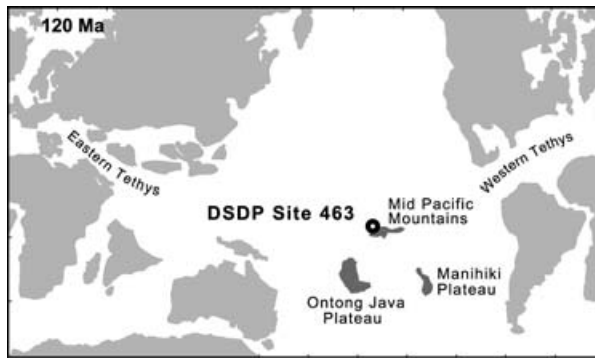 120 Ma
Eastern Tethys
Western Tethys
DSDP Site 463
Mid Pacific
Mountains
Ontong Java
Plateau
Manihiki
Plateau